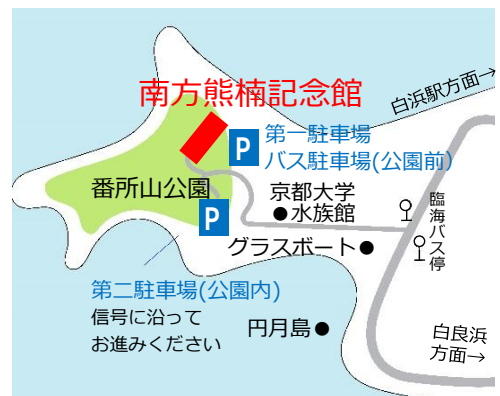 南方熊楠記念館
白浜駅方面→
P
第一駐車場
バス駐車場(公園前)
番所山公園
京都大学
●水族館
P
グラスボート●
臨海バス停
第二駐車場(公園内)
信号に沿って
お進みください
円月島●
白良浜
方面→